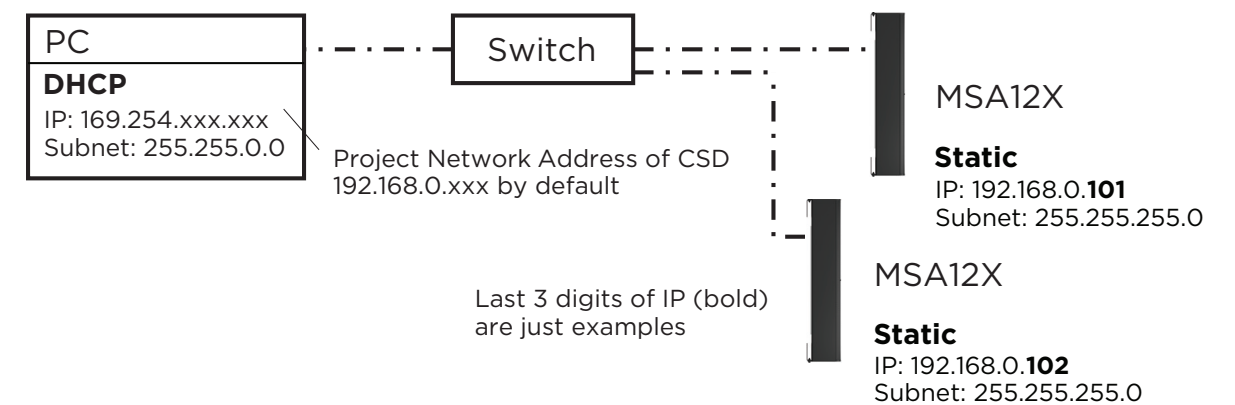 PC
DHCP
IP: 169.254.xxx.xxx
Subnet: 255.255.0.0
Switch
Project Network Address of CSD
192.168.0.xxx by default
MSA12X
Static
IP: 192.168.0.101
Subnet: 255.255.255.0
Last 3 digits of IP (bold)
are just examples
MSA12X
Static
IP: 192.168.0.102
Subnet: 255.255.255.0